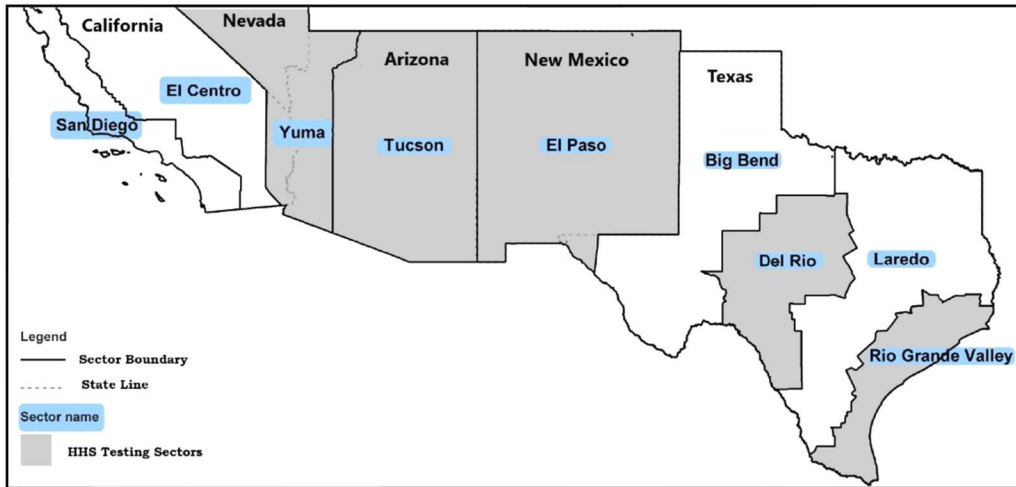 California
Nevada
Arizona
New Mexico
Texas
El Centro
San Diego
Yuma
Tucson
El Paso
Big Bend
Del Rio
Laredo
Rio Grande Valley
Legend
Sector Boundary
State Line
Sector name
HHS Testing Sectors